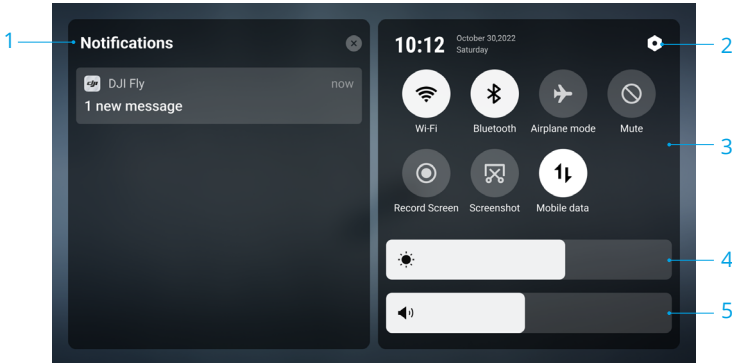 1
Notifications
dji
DJI Fly
now
1 new message
10:12
October 30,2022
Saturday
2
Wi-Fi
Bluetooth
Airplane mode
Mute
3
Record Screen
Screenshot
Mobile data
4
5